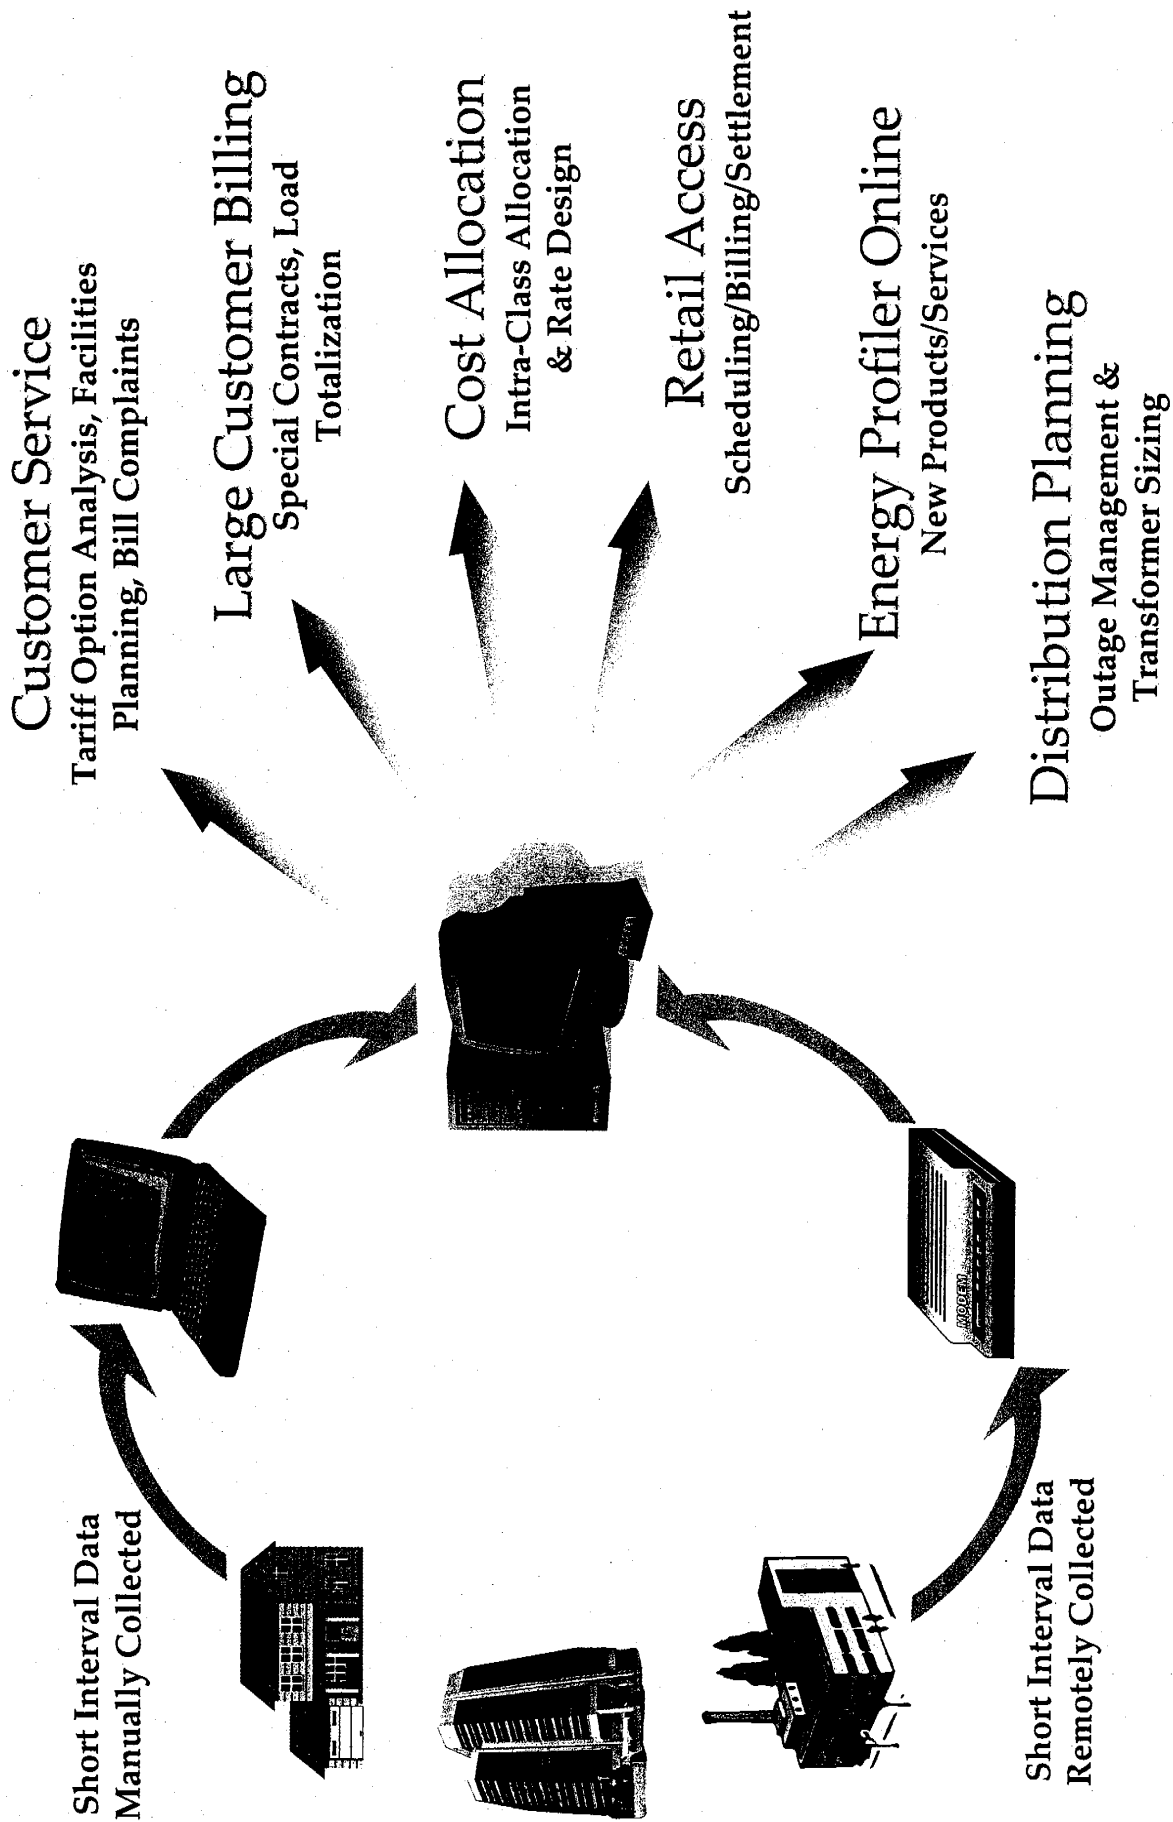 Short Interval Data
Manually Collected
Customer Service
Tariff Option Analysis, Facilities
Planning, Bill Complaints
Large Customer Billing
Special Contracts, Load
Totalization
Cost Allocation
Intra-Class Allocation
& Rate Design
Retail Access
Scheduling/Billing/Settlement
Energy Profiler Online
New Products/Services
Distribution Planning
Outage Management &
Transformer Sizing
MODEM
Short Interval Data
Remotely Collected